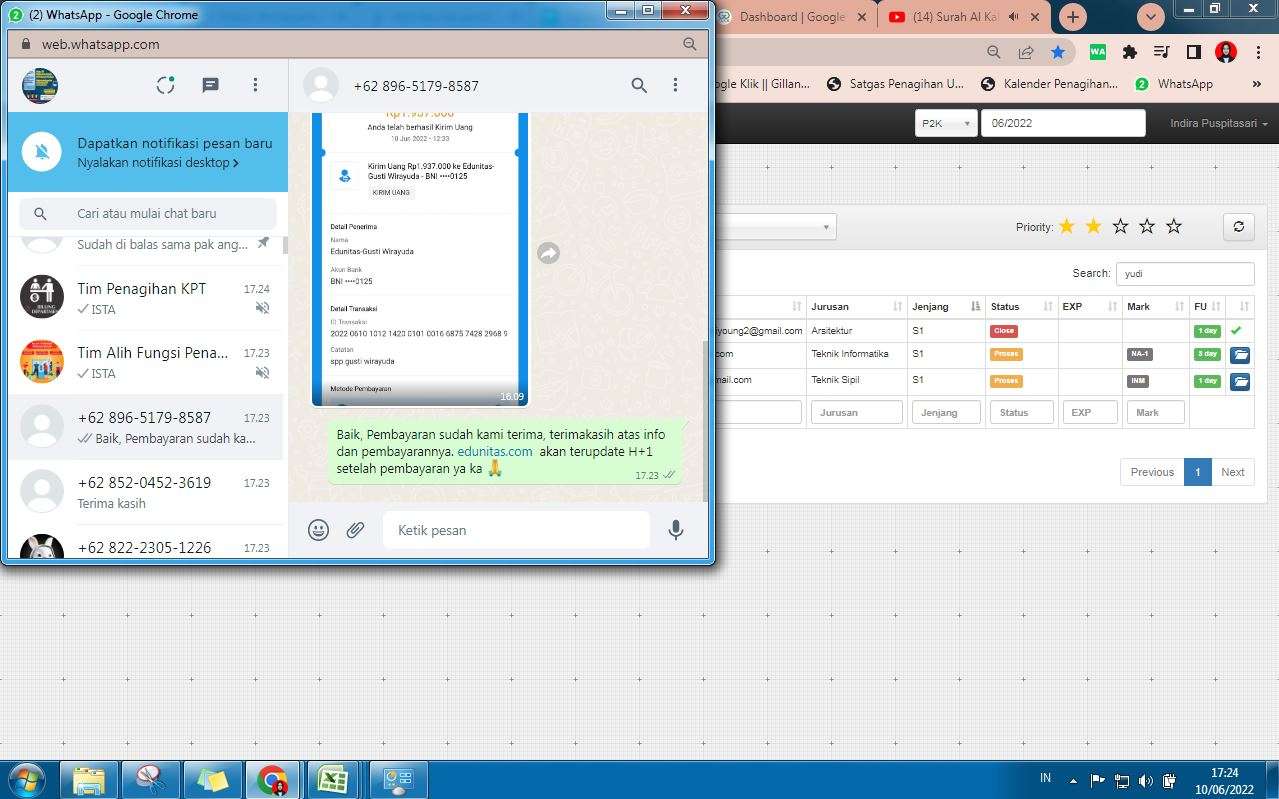 (2) WhatsApp - Google Chrome
web.whatsapp.com
Dapatkan notifikasi pesan baru
Nyalakan notifikasi desktop
Cari atau mulai chat baru
Sudah di balas sama pak ang...
Tim Penagihan KPT 17.24
ISTA
Tim Alih Fungsi Pena... 17.23
ISTA
+62 896-5179-8587 17.23
Baik, Pembayaran sudah ka...
+62 852-0452-3619 17.23
Terima kasih
+62 822-2305-1226 17.23
+62 896-5179-8587
Rp1.937.000
Anda telah berhasil Kirim Uang
10 Jun 2022 • 12:33
Kirim Uang Rp1.937.000 ke Edunitas-
Gusti Wirayuda - BNI ••••0125
KIRIM UANG
Detail Penerima
Nama
Edunitas-Gusti Wirayuda
Akun Bank
BNI ••••0125
Detail Transaksi
ID Transaksi
2022 0610 1012 1420 0101 0016 6875 7428 2968 9
Catatan
spp gusti wirayuda
Metode Pembayaran
16.09
Baik, Pembayaran sudah kami terima, terimakasih atas info
dan pembayarannya. edunitas.com akan terupdate H+1
setelah pembayaran ya ka 🙏
17.23
Ketik pesan
Dashboard | Google
(14) Surah Al Ka
WA
gle Klik || Gillan...
Satgas Penagihan U...
Kalender Penagihan...
WhatsApp
P2K
06/2022
Indira Puspitasari
Priority:
Search: yudi
Jurusan Jenjang Status EXP Mark FU
young2@gmail.com Arsitektur S1 Close 1 day
com Teknik Informatika S1 Proses NA-1 3 day
mail.com Teknik Sipil S1 Proses INM 1 day
Jurusan Jenjang Status EXP Mark
Previous 1 Next
IN
17:24
10/06/2022